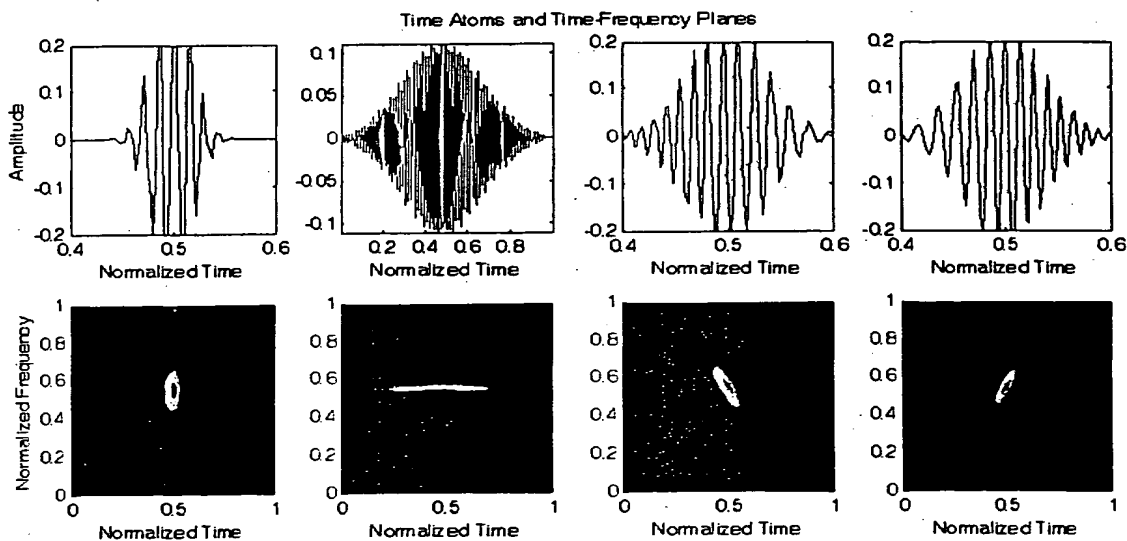 Time Atoms and Time-Frequency Planes
0.2 0.1 0 -0.1 -0.2
Amplitude
0.4 0.5 0.6
Normalized Time
0.1 0.05 0 -0.05 -0.1
0.2 0.4 0.6 0.8
Normalized Time
0.2 0.1 0 -0.1 -0.2
0.4 0.5 0.6
Normalized Time
0.2 0.1 0 -0.1 -0.2
0.4 0.5 0.6
Normalized Time
1 0.8 0.6 0.4 0.2 0
Normalized Frequency
0 0.5 1
Normalized Time
1 0.8 0.6 0.4 0.2 0
0 0.5 1
Normalized Time
1 0.8 0.6 0.4 0.2 0
0 0.5 1
Normalized Time
1 0.8 0.6 0.4 0.2 0
0 0.5 1
Normalized Time